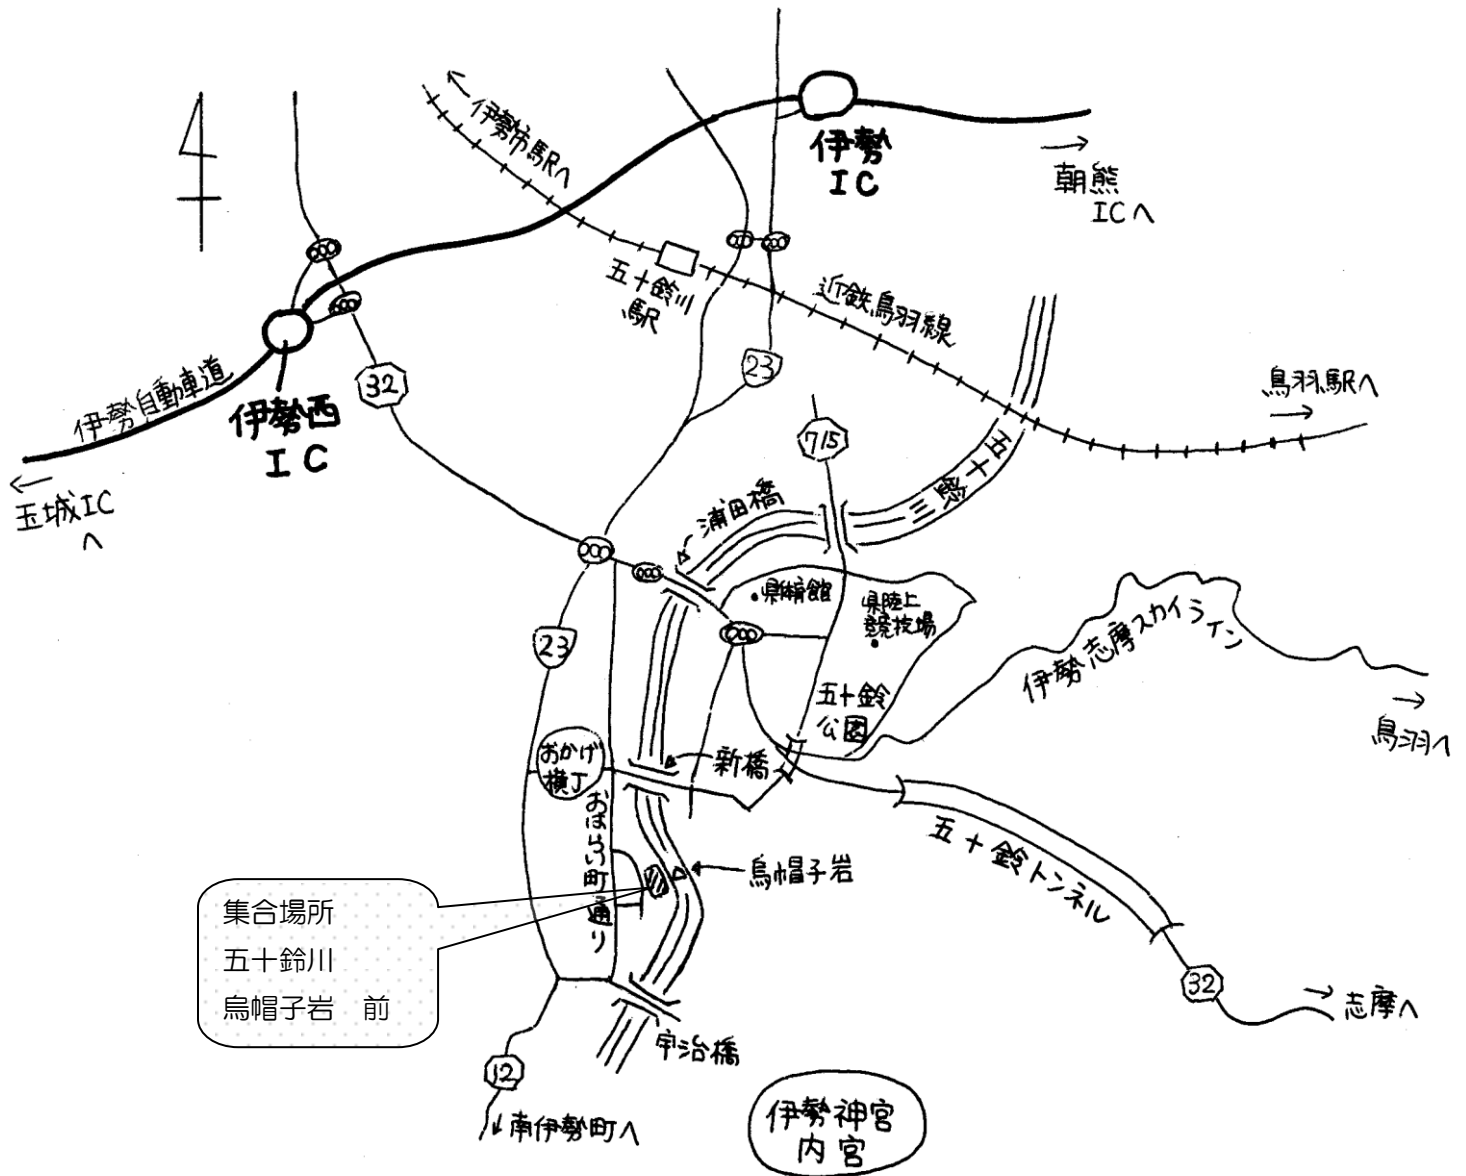 伊勢市駅へ
伊勢
IC
朝熊
ICへ
五十鈴川
駅
近鉄鳥羽線
23
鳥羽駅へ
伊勢自動車道
32
伊勢西
IC
玉城IC
へ
715
五十鈴川
浦田橋
県体育館
県陸上
競技場
伊勢志摩スカイライン
鳥羽へ
23
五十鈴
公園
おかげ
横丁
新橋
おはらい町通り
烏帽子岩
五十鈴トンネル
集合場所
五十鈴川
烏帽子岩 前
32
志摩へ
宇治橋
12
南伊勢町へ
伊勢神宮
内宮